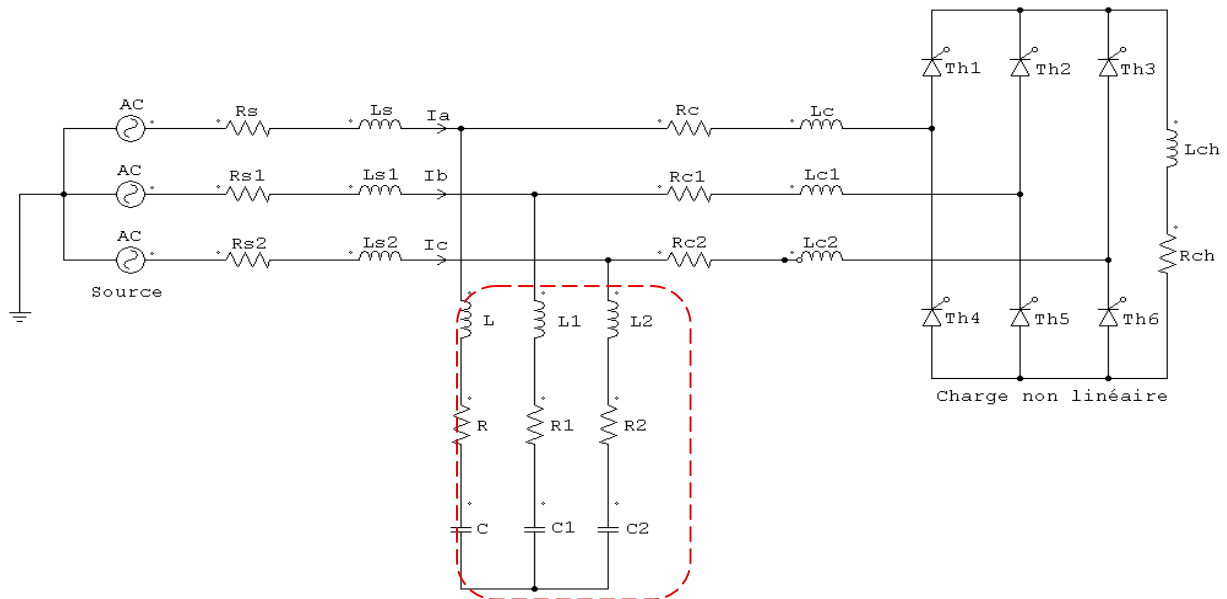 AC
Rs
Ls
Ia
Rc
Lc
Th1
Th2
Th3
Lch
AC
Rs1
Ls1
Ib
Rc1
Lc1
AC
Rs2
Ls2
Ic
Rc2
Lc2
Rch
Source
L
L1
L2
Th4
Th5
Th6
Charge non linéaire
R
R1
R2
C
C1
C2